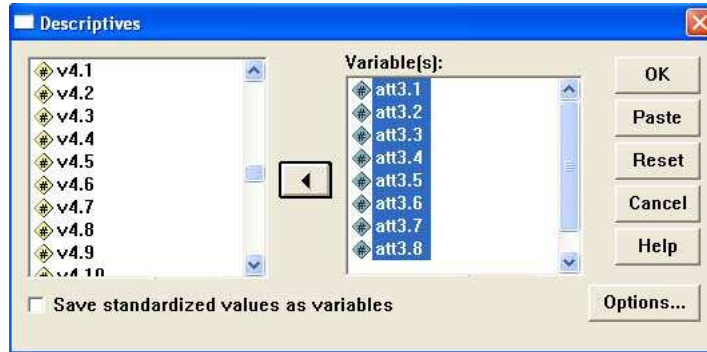 Descriptives
v4.1
v4.2
v4.3
v4.4
v4.5
v4.6
v4.7
v4.8
v4.9
v4.10
Variable(s):
att3.1
att3.2
att3.3
att3.4
att3.5
att3.6
att3.7
att3.8
OK
Paste
Reset
Cancel
Help
Save standardized values as variables
Options...